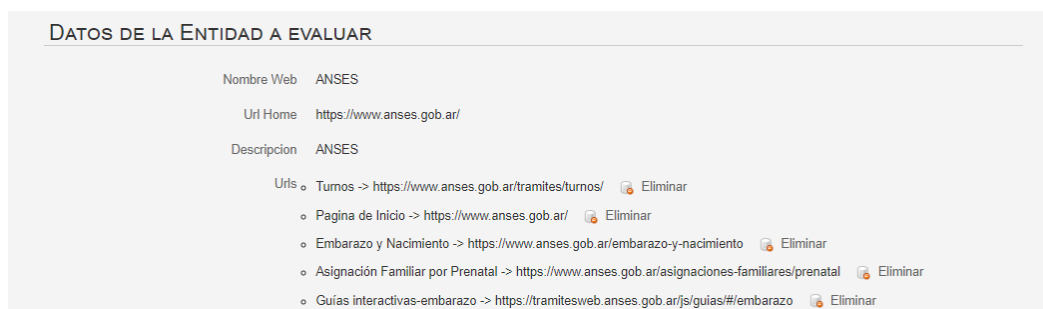 DATOS DE LA ENTIDAD A EVALUAR
Nombre Web ANSES
Url Home https://www.anses.gob.ar/
Descripcion ANSES
Urls Turnos -> https://www.anses.gob.ar/tramites/turnos/ Eliminar
Pagina de Inicio -> https://www.anses.gob.ar/ Eliminar
Embarazo y Nacimiento -> https://www.anses.gob.ar/embarazo-y-nacimiento Eliminar
Asignación Familiar por Prenatal -> https://www.anses.gob.ar/asignaciones-familiares/prenatal Eliminar
Guías interactivas-embarazo -> https://tramitesweb.anses.gob.ar/js/guias/#/embarazo Eliminar